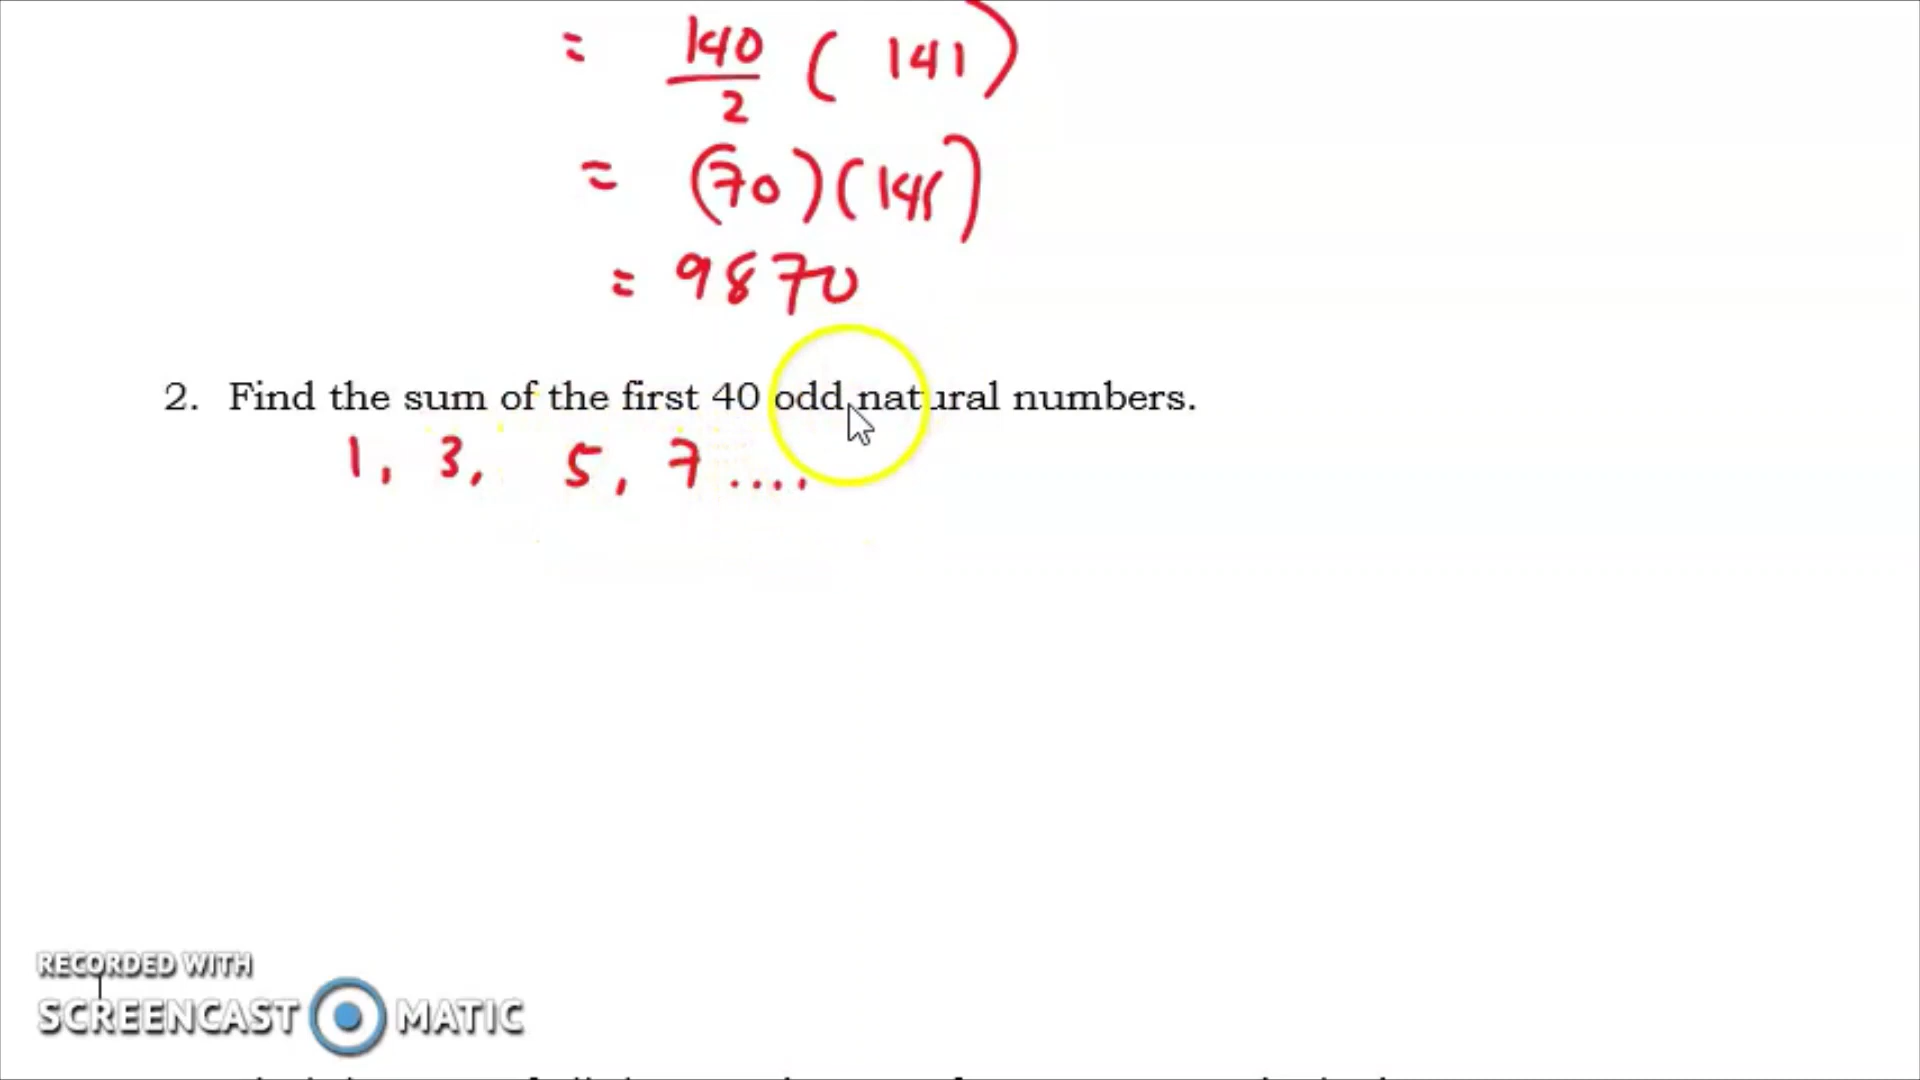 = 140/2 ( 141 )
= (70)(141)
= 9870
2. Find the sum of the first 40 odd natural numbers.
1, 3, 5, 7 ....
RECORDED WITH
SCREENCAST MATIC